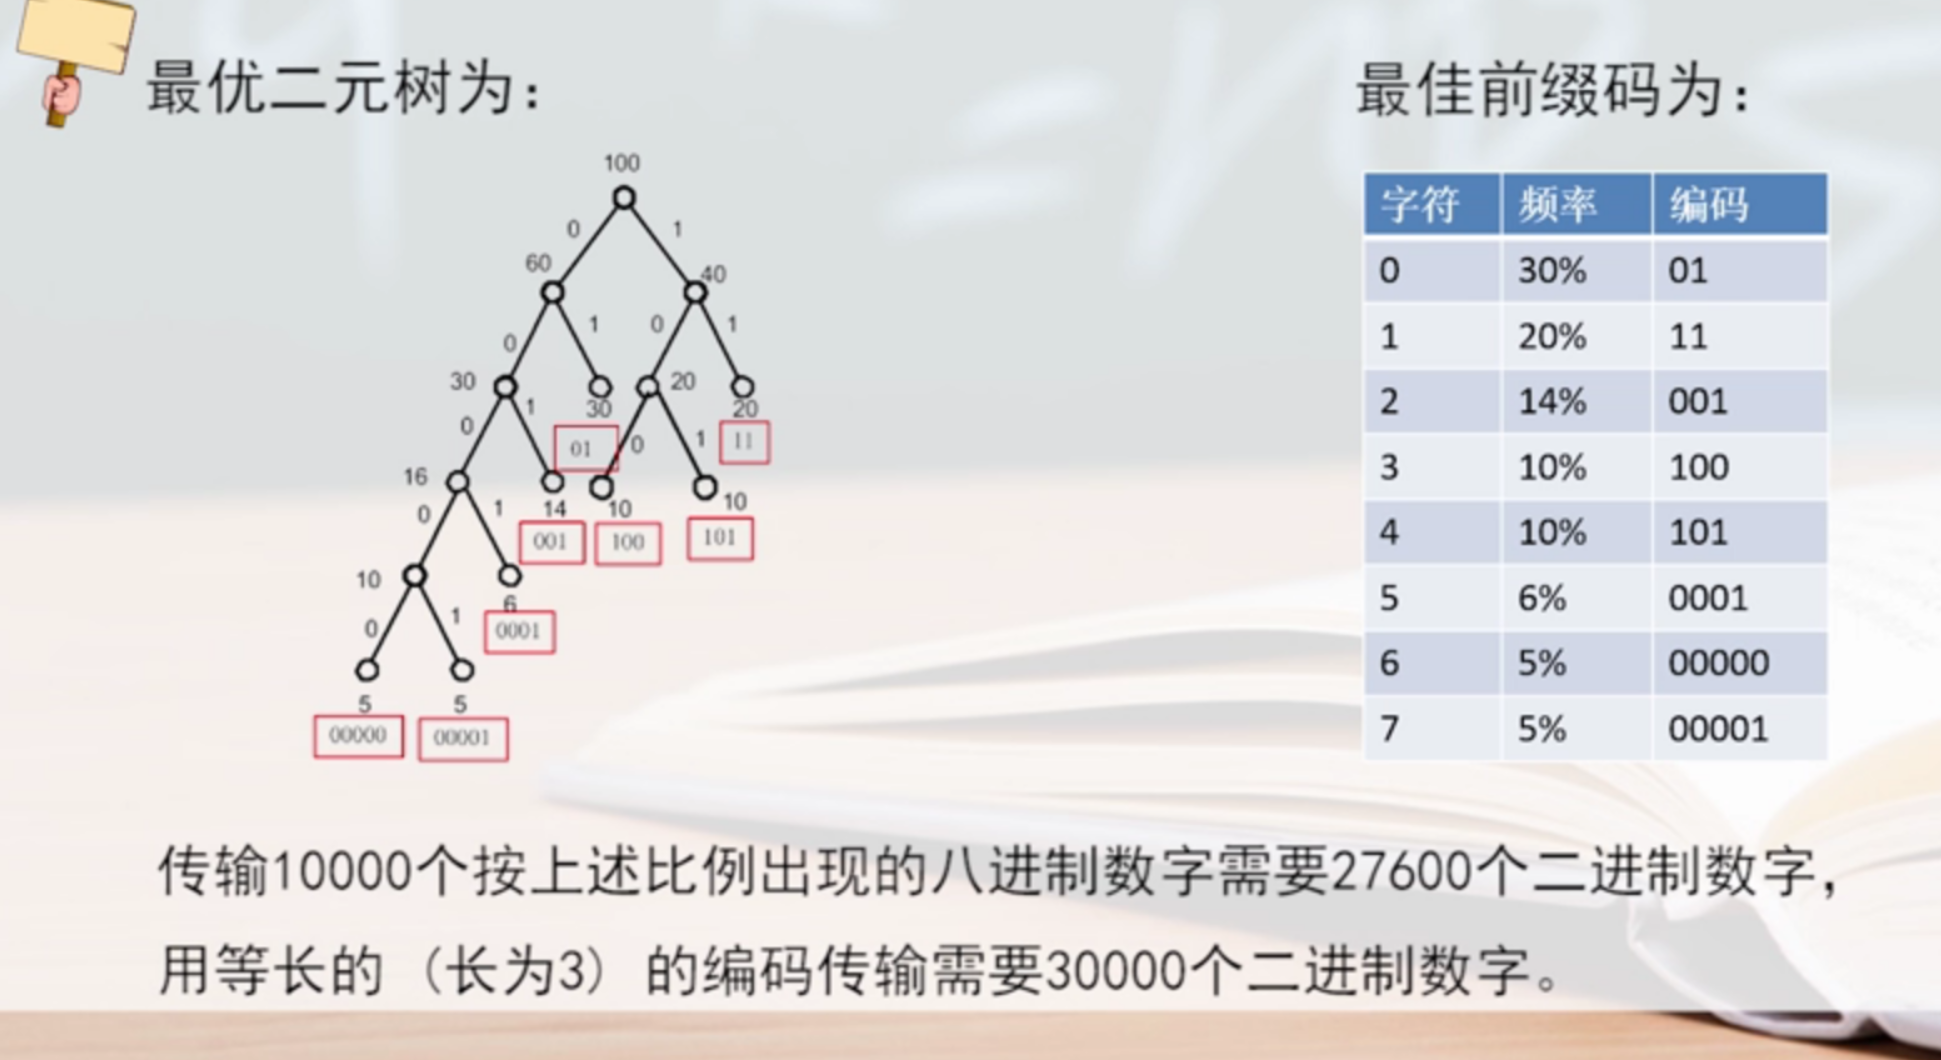 最优二元树为：
最佳前缀码为：
100
0 1
60 40
0 1 0 1
30 30 20 20
0 1 01 0 1 11
16 14 10 10
0 1 001 100 101
10 6
0 1 0001
5 5
00000 00001
字符 频率 编码
0 30% 01
1 20% 11
2 14% 001
3 10% 100
4 10% 101
5 6% 0001
6 5% 00000
7 5% 00001
传输10000个按上述比例出现的八进制数字需要27600个二进制数字，
用等长的（长为3）的编码传输需要30000个二进制数字。